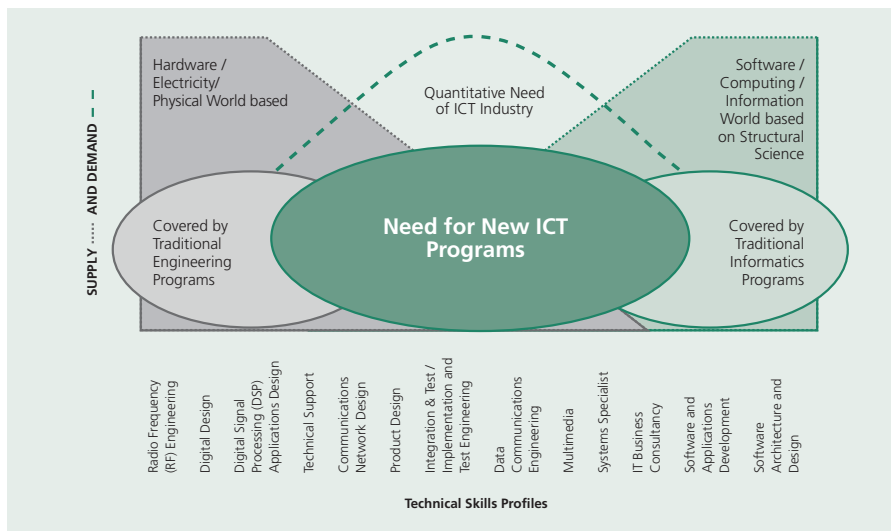 Hardware /
Electricity/
Physical World based
Quantitative Need
of ICT Industry
Software /
Computing /
Information
World based
on Structural
Science
SUPPLY ····· AND DEMAND – –
Covered by
Traditional
Engineering
Programs
Need for New ICT
Programs
Covered by
Traditional
Informatics
Programs
Radio Frequency
(RF) Engineering
Digital Design
Digital Signal
Processing (DSP)
Applications Design
Technical Support
Communications
Network Design
Product Design
Integration & Test /
Implementation and
Test Engineering
Data
Communications
Engineering
Multimedia
Systems Specialist
IT Business
Consultancy
Software and
Applications
Development
Software
Architecture and
Design
Technical Skills Profiles